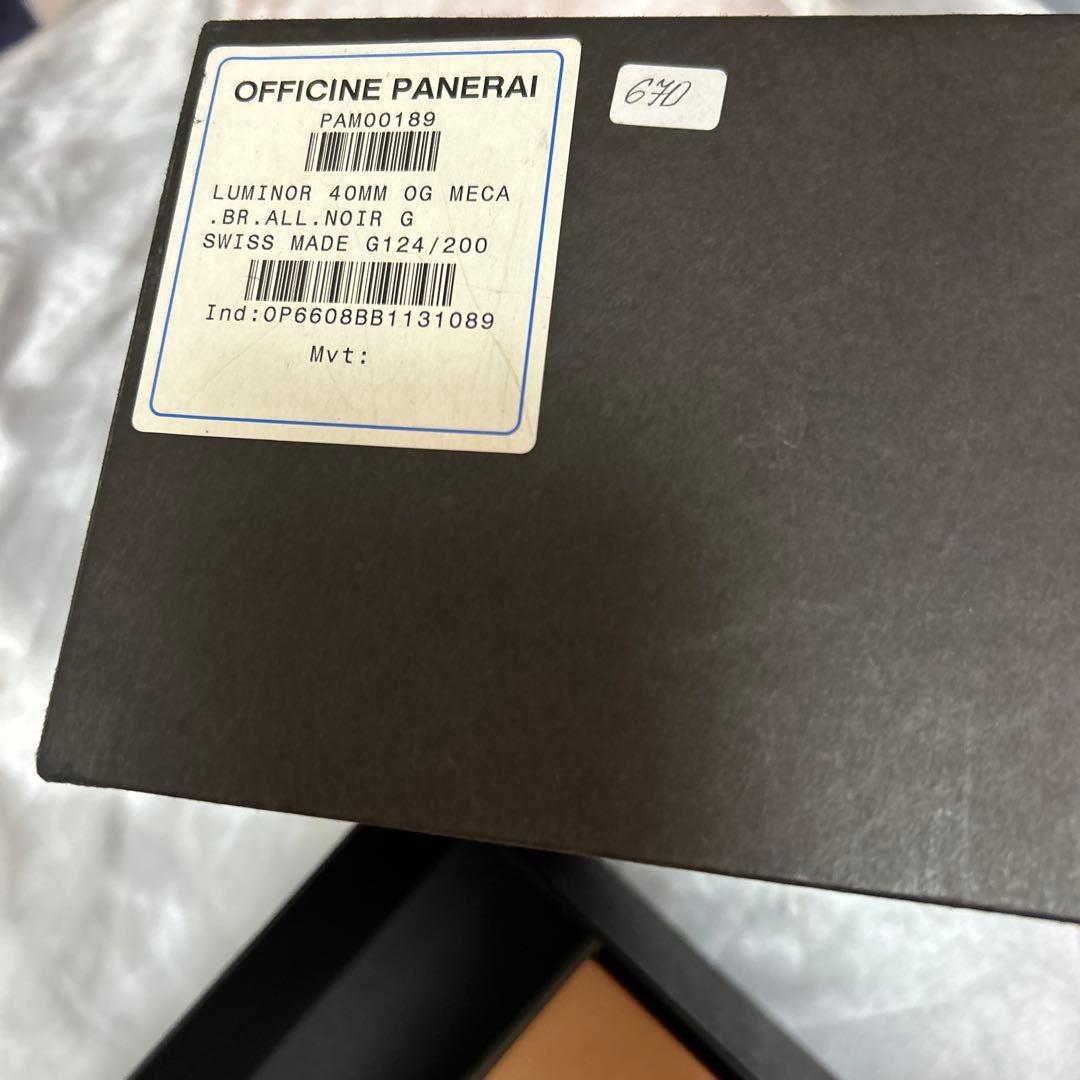 OFFICINE PANERAI
PAM00189
LUMINOR 40MM OG MECA
.BR.ALL.NOIR G
SWISS MADE G124/200
Ind:OP6608BB1131089
Mvt:
670